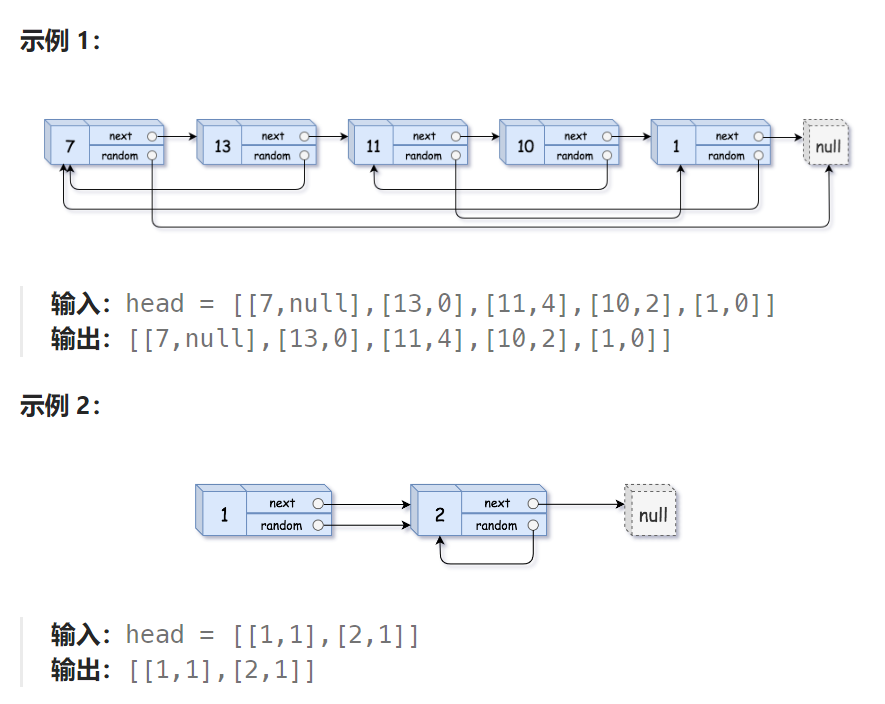 示例 1：
7 next random 13 next random 11 next random 10 next random 1 next random null
输入：head = [[7,null],[13,0],[11,4],[10,2],[1,0]]
输出：[[7,null],[13,0],[11,4],[10,2],[1,0]]
示例 2：
1 next random 2 next random null
输入：head = [[1,1],[2,1]]
输出：[[1,1],[2,1]]